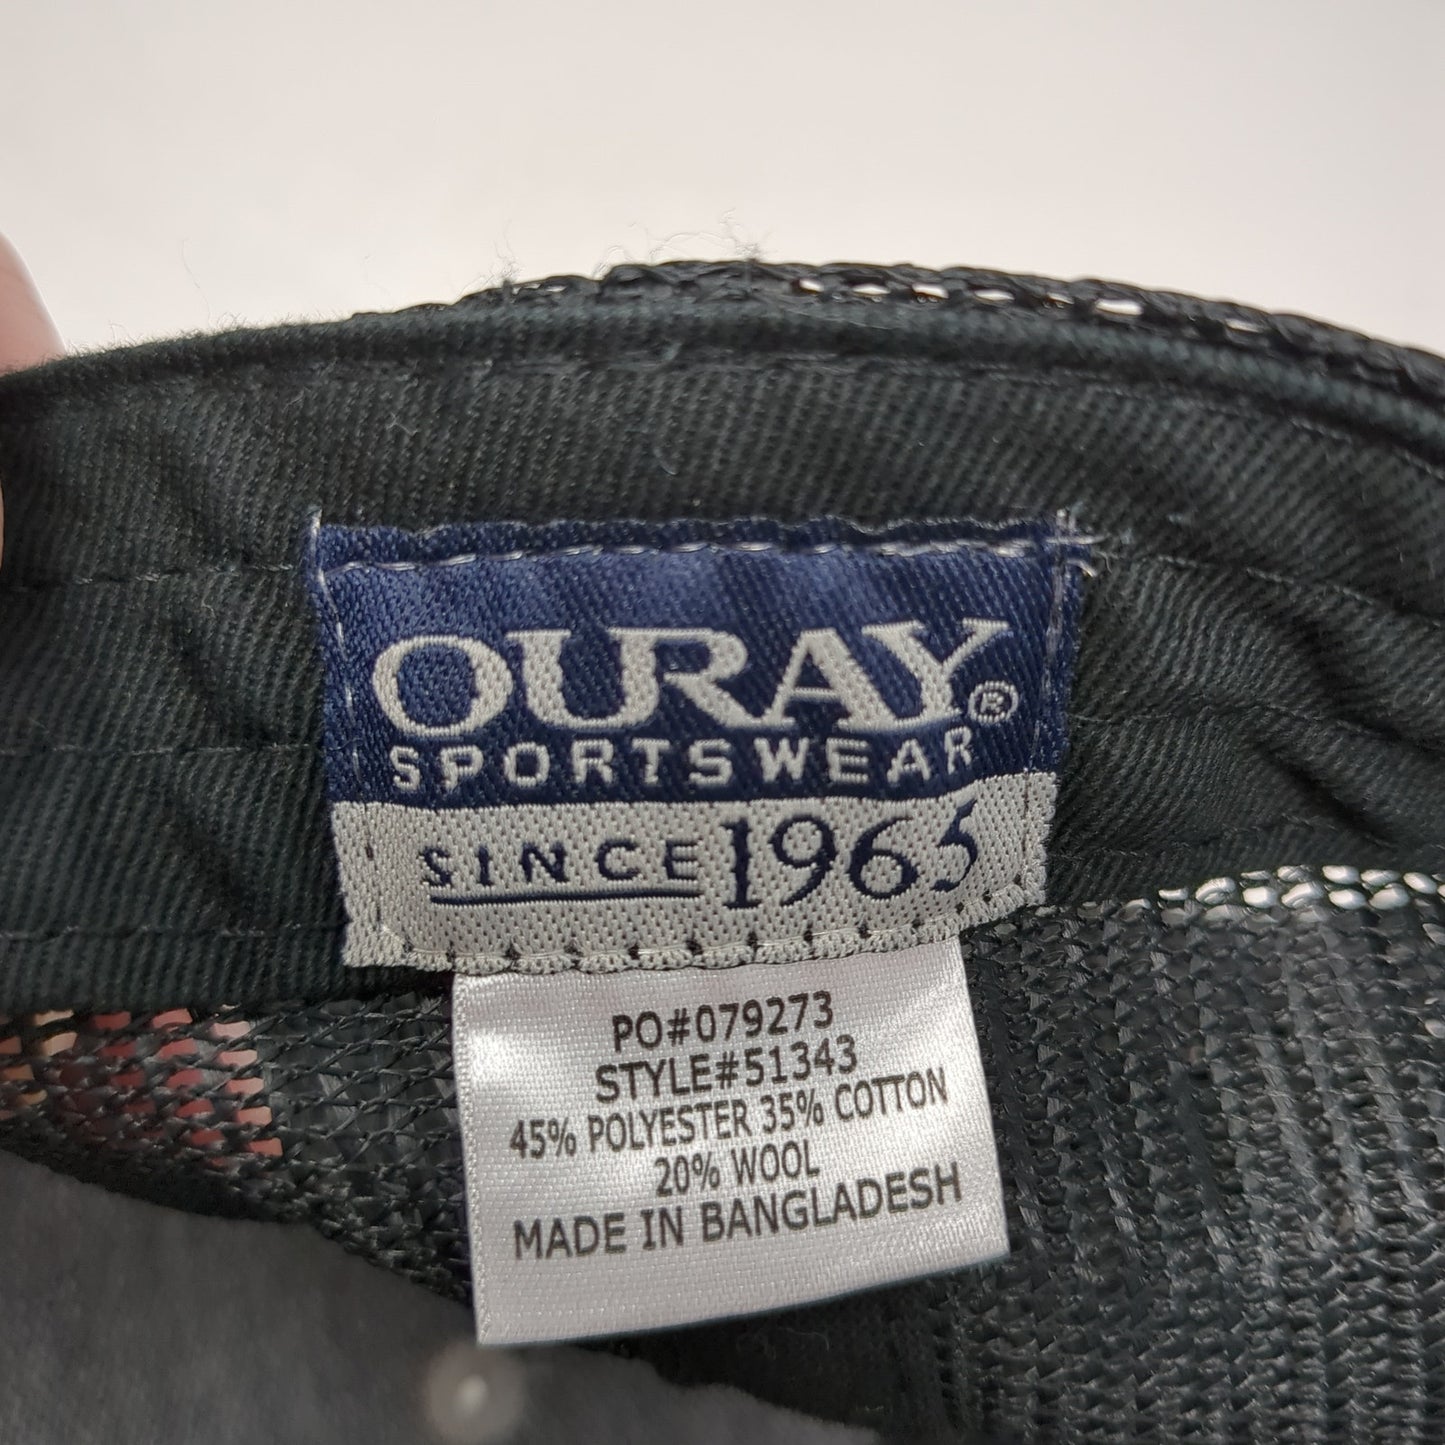 OURAY®
SPORTSWEAR
SINCE 1965
PO#079273
STYLE#51343
45% POLYESTER 35% COTTON
20% WOOL
MADE IN BANGLADESH